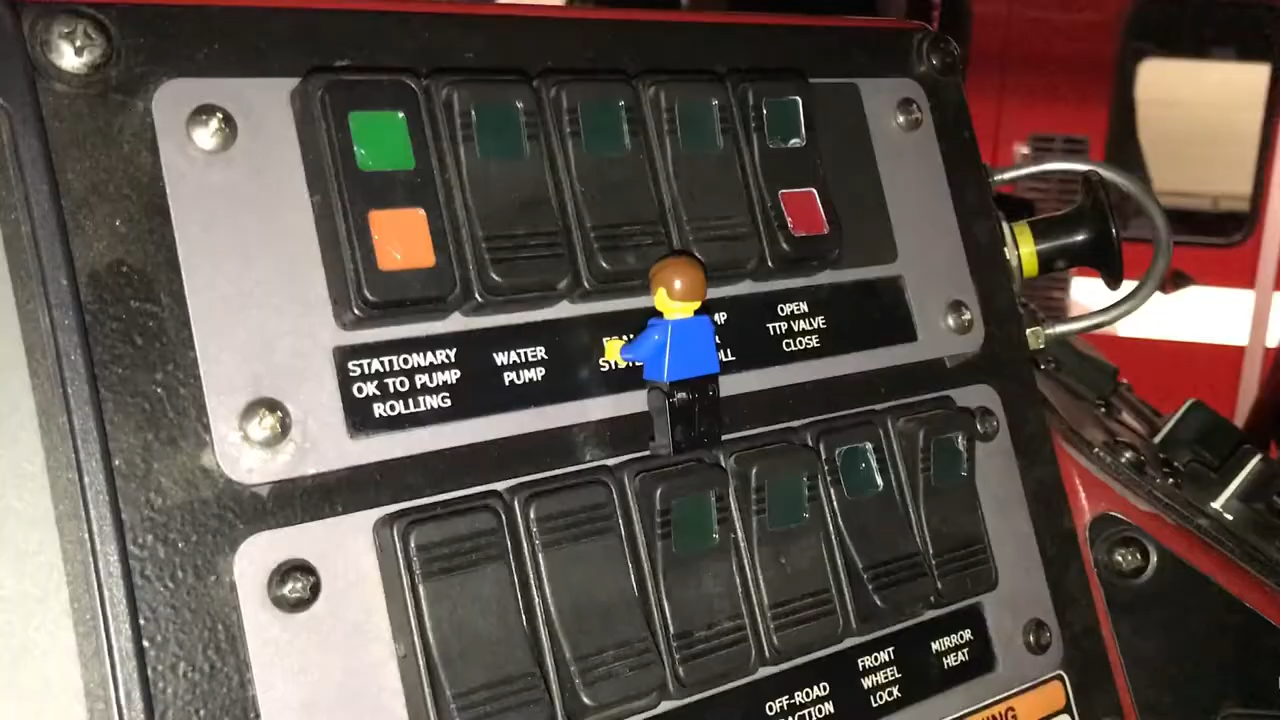 STATIONARY
OK TO PUMP
ROLLING
WATER
PUMP
OPEN
TTP VALVE
CLOSE
OFF-ROAD
FRONT
WHEEL
LOCK
MIRROR
HEAT